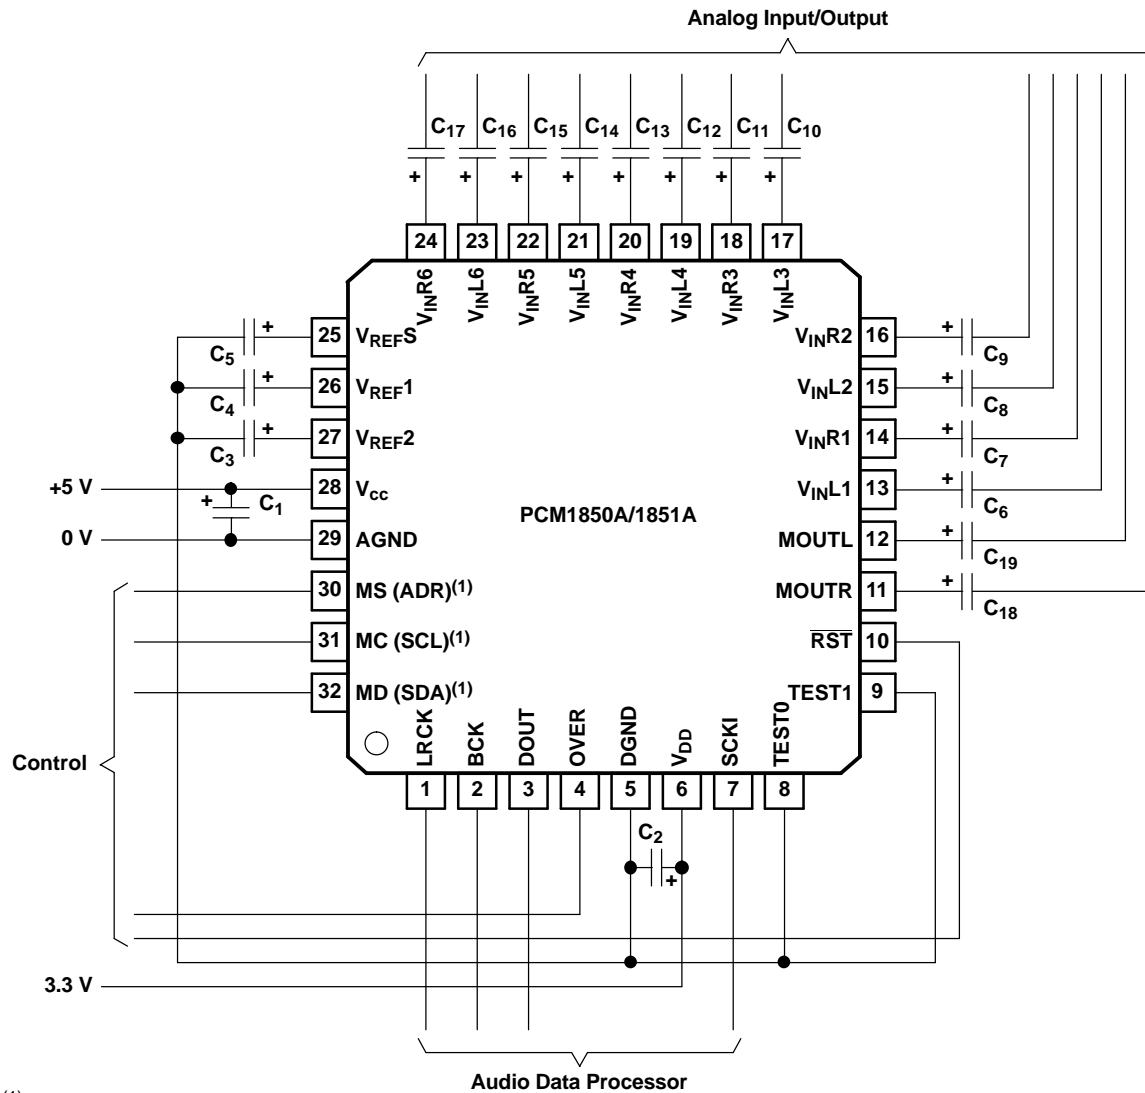 Analog Input/Output
C17 C16 C15 C14 C13 C12 C11 C10
+ + + + + + + +
24 23 22 21 20 19 18 17
VINR6 VINL6 VINR5 VINL5 VINR4 VINL4 VINR3 VINL3
C5 + 25 VREFS
C4 + 26 VREF1
C3 + 27 VREF2
+5 V 28 Vcc
+ C1
0 V 29 AGND
30 MS (ADR)(1)
31 MC (SCL)(1)
32 MD (SDA)(1)
PCM1850A/1851A
VINR2 16 + C9
VINL2 15 + C8
VINR1 14 + C7
VINL1 13 + C6
MOUTL 12 + C19
MOUTR 11 + C18
RST 10
TEST1 9
LRCK BCK DOUT OVER DGND VDD SCKI TEST0
1 2 3 4 5 6 7 8
Control
C2
+
3.3 V
Audio Data Processor